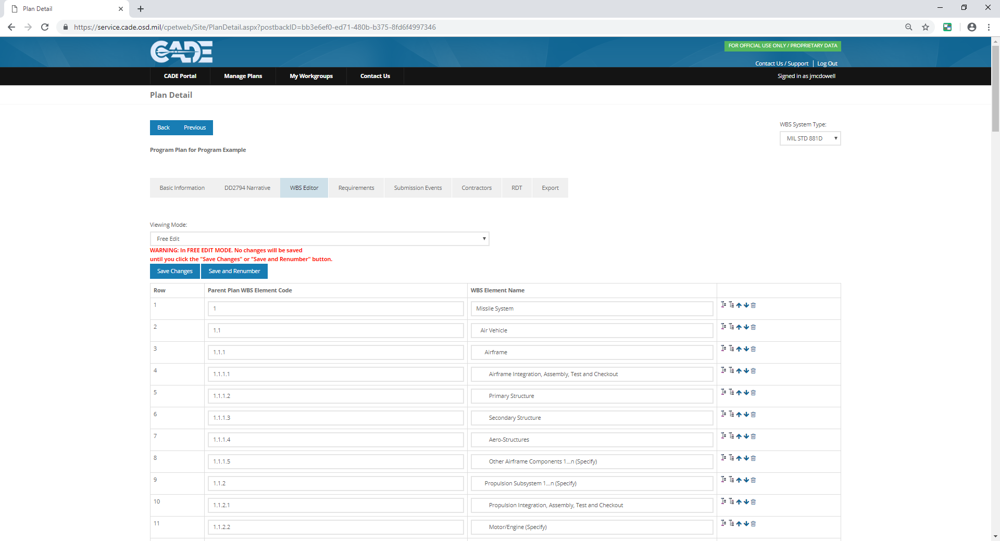 Plan Detail
https://service.cade.osd.mil/cpetweb/Site/PlanDetail.aspx?postbackID=bb3e6ef0-ed71-480b-b375-8fd6f4997346
CADE
FOR OFFICIAL USE ONLY / PROPRIETARY DATA
Contact Us / Support | Log Out
CADE Portal Manage Plans My Workgroups Contact Us Signed in as jmcdowell
Plan Detail
Back Previous
WBS System Type:
MIL STD 881D
Program Plan for Program Example
Basic Information DD2794 Narrative WBS Editor Requirements Submission Events Contractors RDT Export
Viewing Mode:
Free Edit
WARNING: In FREE EDIT MODE. No changes will be saved
until you click the "Save Changes" or "Save and Renumber" button.
Save Changes Save and Renumber
Row Parent Plan WBS Element Code WBS Element Name
1 1 Missile System
2 1.1 Air Vehicle
3 1.1.1 Airframe
4 1.1.1.1 Airframe Integration, Assembly, Test and Checkout
5 1.1.1.2 Primary Structure
6 1.1.1.3 Secondary Structure
7 1.1.1.4 Aero-Structures
8 1.1.1.5 Other Airframe Components 1...n (Specify)
9 1.1.2 Propulsion Subsystem 1...n (Specify)
10 1.1.2.1 Propulsion Integration, Assembly, Test and Checkout
11 1.1.2.2 Motor/Engine (Specify)